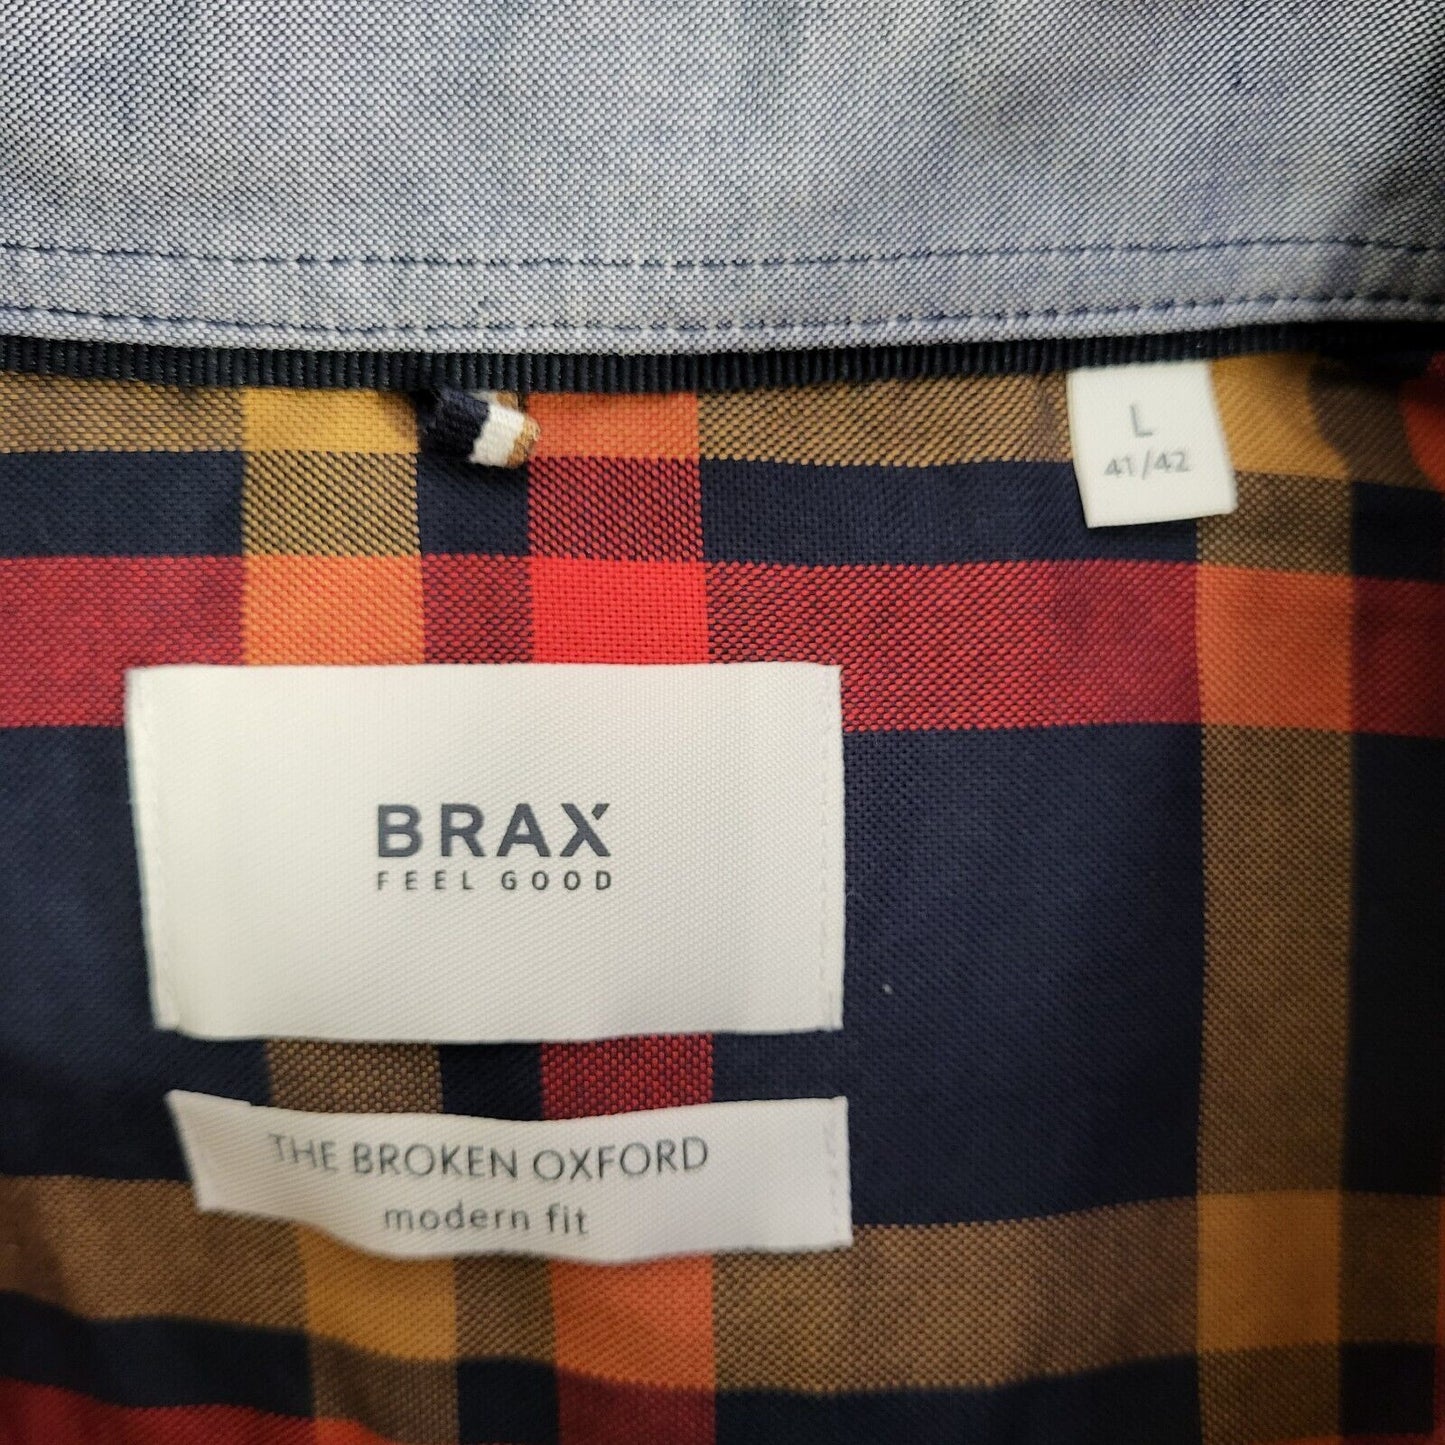 L
41/42
BRAX
FEEL GOOD
THE BROKEN OXFORD
modern fit